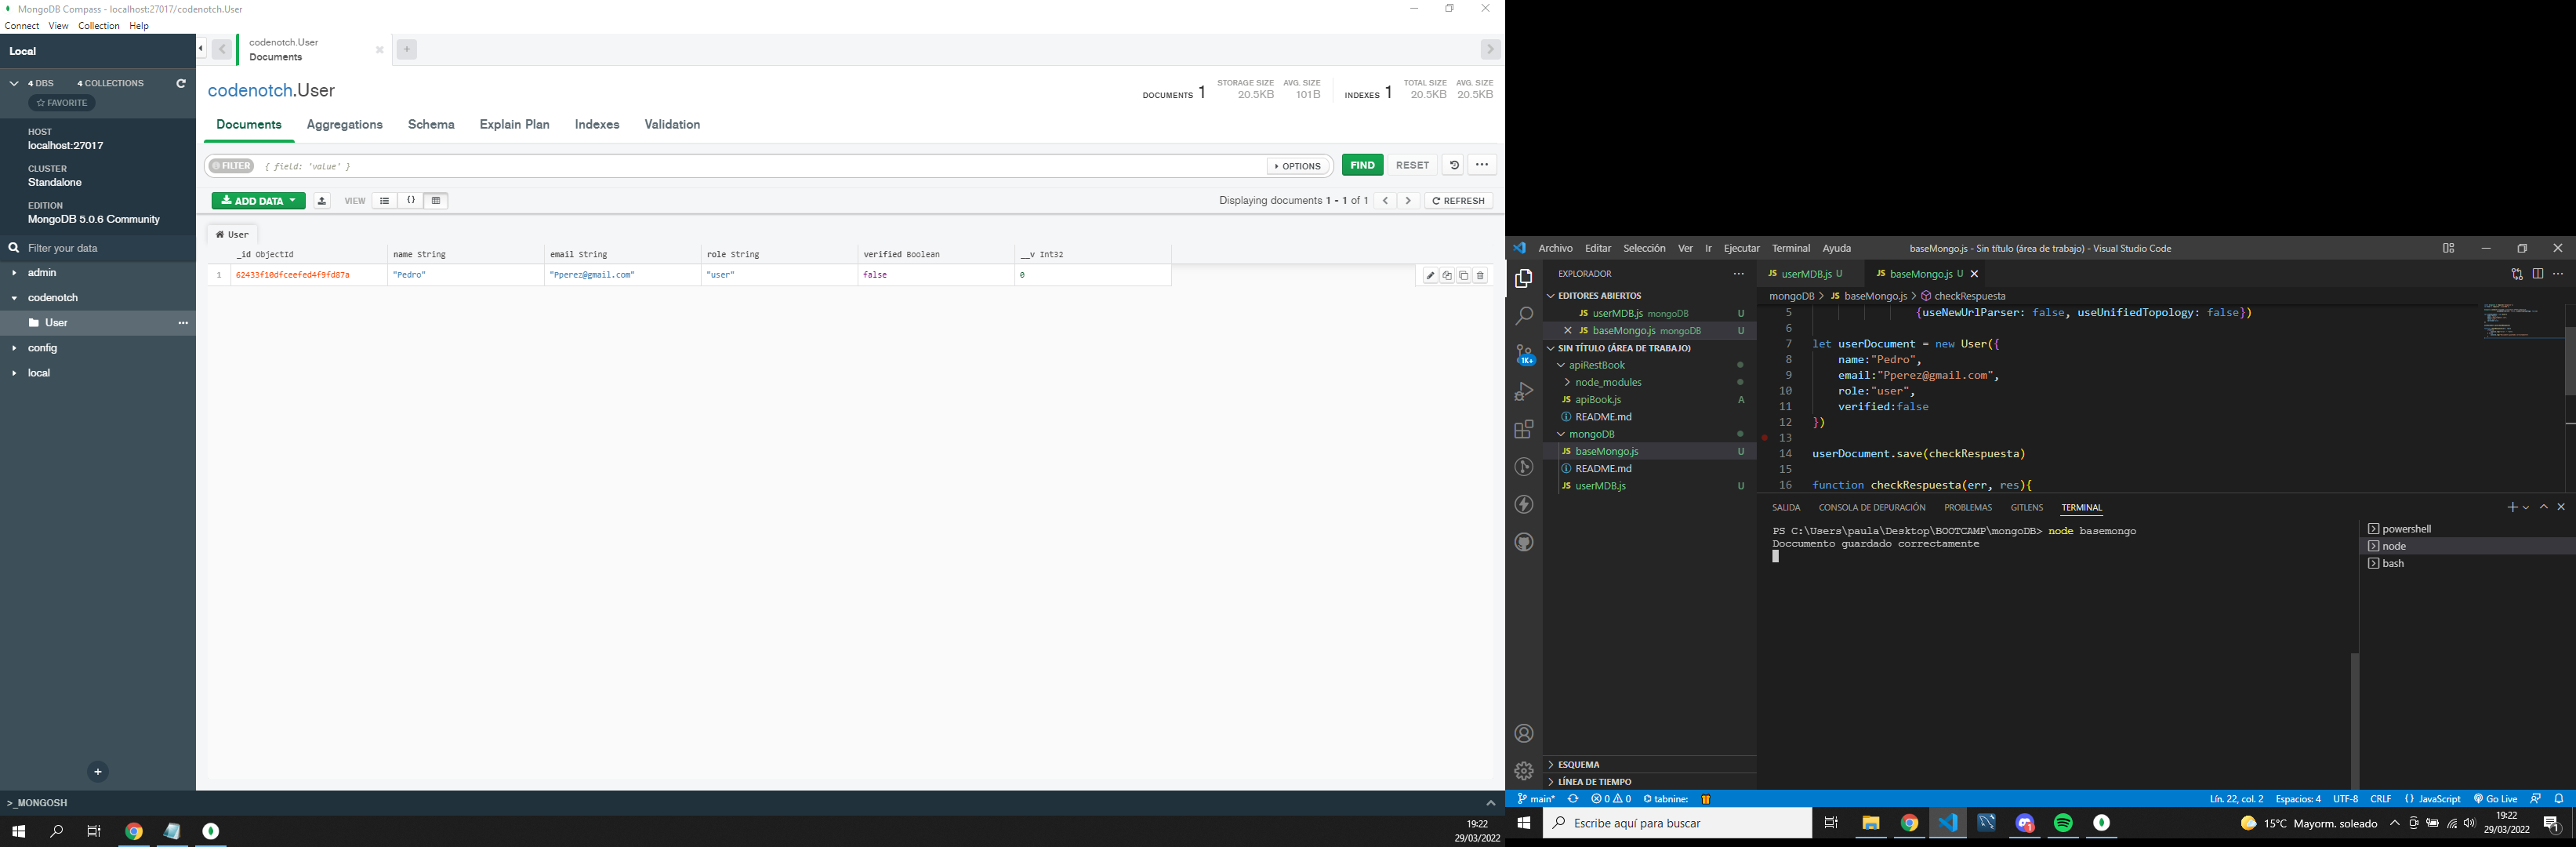 MongoDB Compass - localhost:27017/codenotch.User
Connect View Collection Help
Local
4 DBS 4 COLLECTIONS
FAVORITE
HOST
localhost:27017
CLUSTER
Standalone
EDITION
MongoDB 5.0.6 Community
Filter your data
admin
codenotch
User
config
local
>_MONGOSH
codenotch.User
Documents
codenotch.User
DOCUMENTS 1
STORAGE SIZE
20.5KB
AVG. SIZE
101B
INDEXES 1
TOTAL SIZE
20.5KB
AVG. SIZE
20.5KB
Documents Aggregations Schema Explain Plan Indexes Validation
FILTER { field: 'value' } OPTIONS FIND RESET
ADD DATA VIEW {} Displaying documents 1 - 1 of 1 REFRESH
User
_id ObjectId name String email String role String verified Boolean __v Int32
1 62433f10dfceefed4f9fd87a "Pedro" "Pperez@gmail.com" "user" false 0
19:22
29/03/2022
Archivo Editar Selección Ver Ir Ejecutar Terminal Ayuda baseMongo.js - Sin título (área de trabajo) - Visual Studio Code
EXPLORADOR
EDITORES ABIERTOS
JS userMDB.js mongoDB U
JS baseMongo.js mongoDB U
SIN TÍTULO (ÁREA DE TRABAJO)
apiRestBook
node_modules
JS apiBook.js A
README.md
mongoDB
JS baseMongo.js U
README.md
JS userMDB.js U
ESQUEMA
LÍNEA DE TIEMPO
1K+
JS userMDB.js U JS baseMongo.js U
mongoDB > JS baseMongo.js > checkRespuesta
5 {useNewUrlParser: false, useUnifiedTopology: false})
6
7 let userDocument = new User({
8 name:"Pedro",
9 email:"Pperez@gmail.com",
10 role:"user",
11 verified:false
12 })
13
14 userDocument.save(checkRespuesta)
15
16 function checkRespuesta(err, res){
SALIDA CONSOLA DE DEPURACIÓN PROBLEMAS GITLENS TERMINAL
PS C:\Users\paula\Desktop\BOOTCAMP\mongoDB> node basemongo
Doccumento guardado correctamente
powershell
node
bash
main* 0 0 tabnine: Lín. 22, col. 2 Espacios: 4 UTF-8 CRLF {} JavaScript Go Live
Escribe aquí para buscar
15°C Mayorm. soleado
19:22
29/03/2022
1